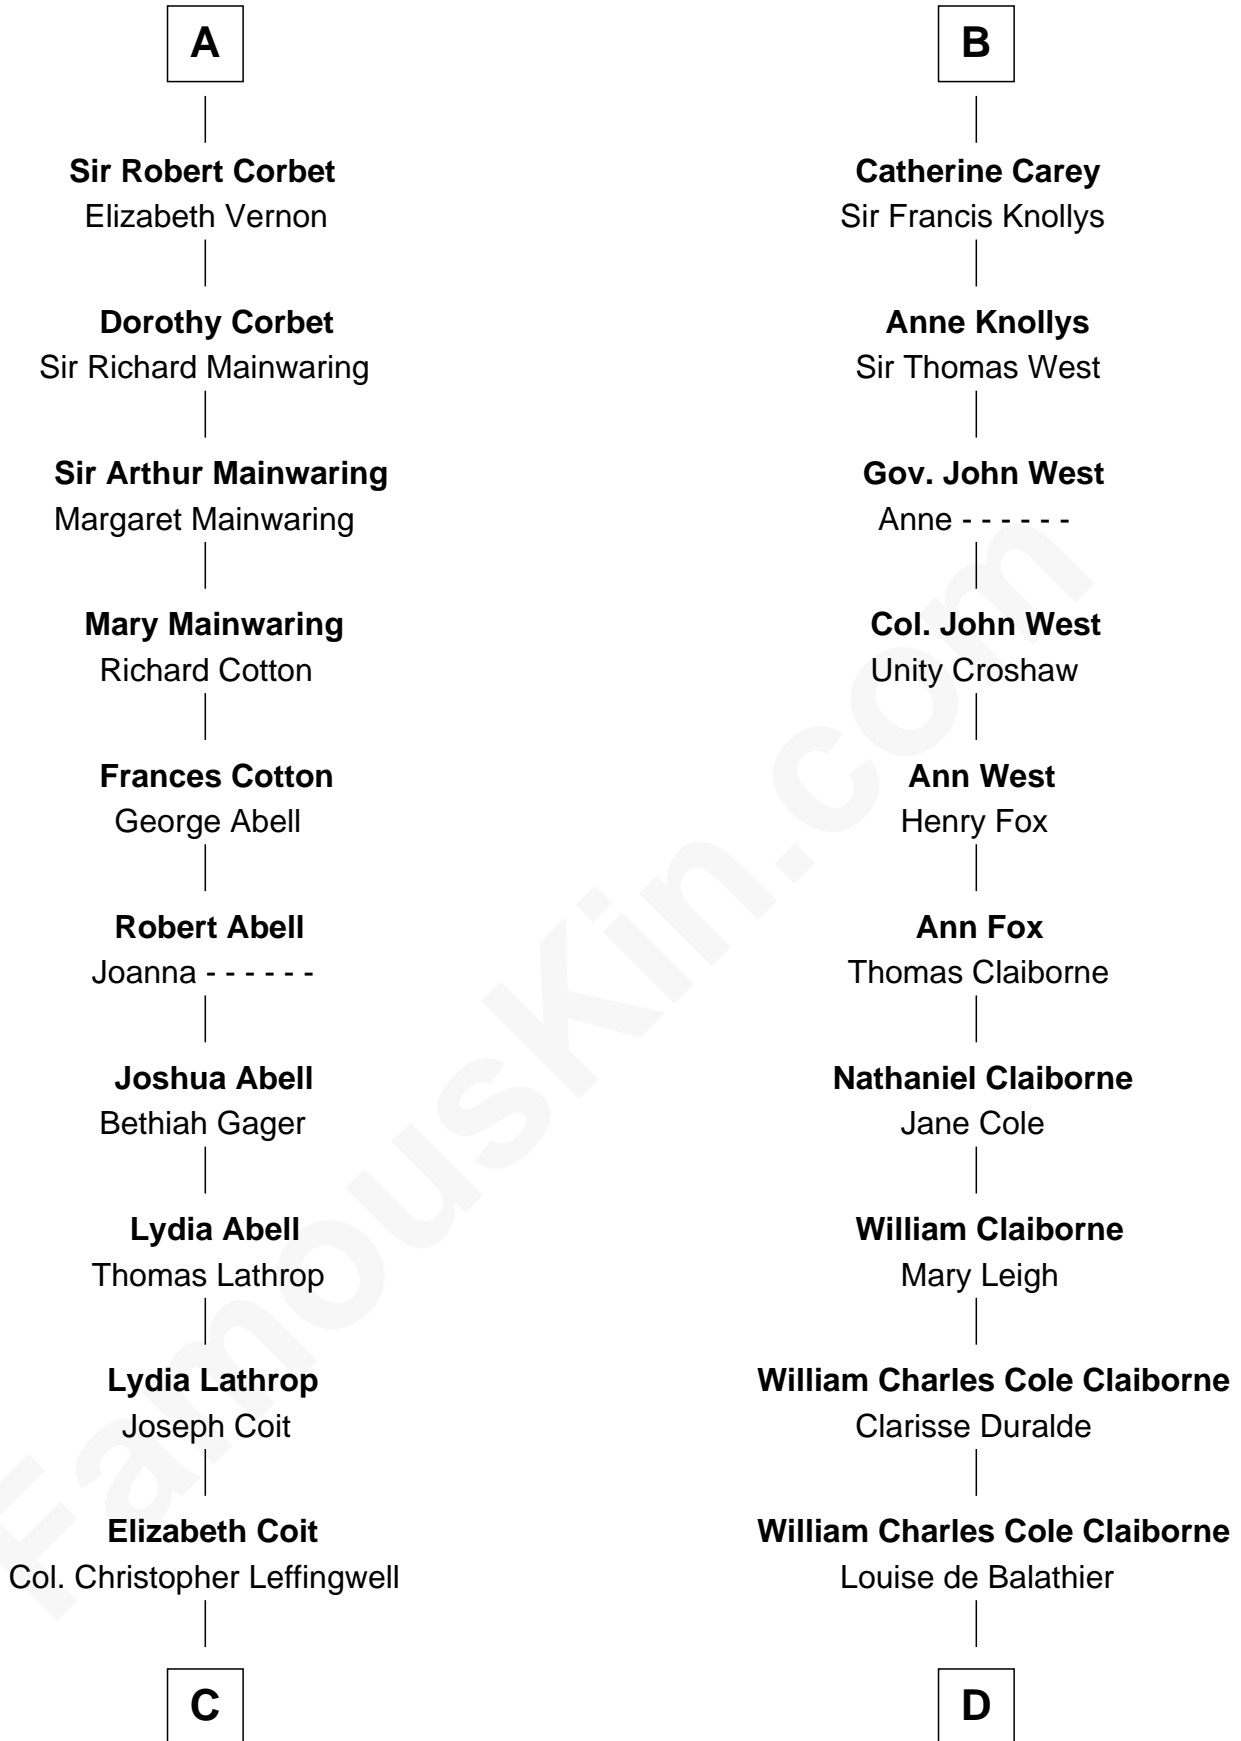 A
Sir Robert Corbet
Elizabeth Vernon
Dorothy Corbet
Sir Richard Mainwaring
Sir Arthur Mainwaring
Margaret Mainwaring
Mary Mainwaring
Richard Cotton
Frances Cotton
George Abell
Robert Abell
Joanna - - - - - -
Joshua Abell
Bethiah Gager
Lydia Abell
Thomas Lathrop
Lydia Lathrop
Joseph Coit
Elizabeth Coit
Col. Christopher Leffingwell
C
B
Catherine Carey
Sir Francis Knollys
Anne Knollys
Sir Thomas West
Gov. John West
Anne - - - - - -
Col. John West
Unity Croshaw
Ann West
Henry Fox
Ann Fox
Thomas Claiborne
Nathaniel Claiborne
Jane Cole
William Claiborne
Mary Leigh
William Charles Cole Claiborne
Clarisse Duralde
William Charles Cole Claiborne
Louise de Balathier
D
FamousKin.com